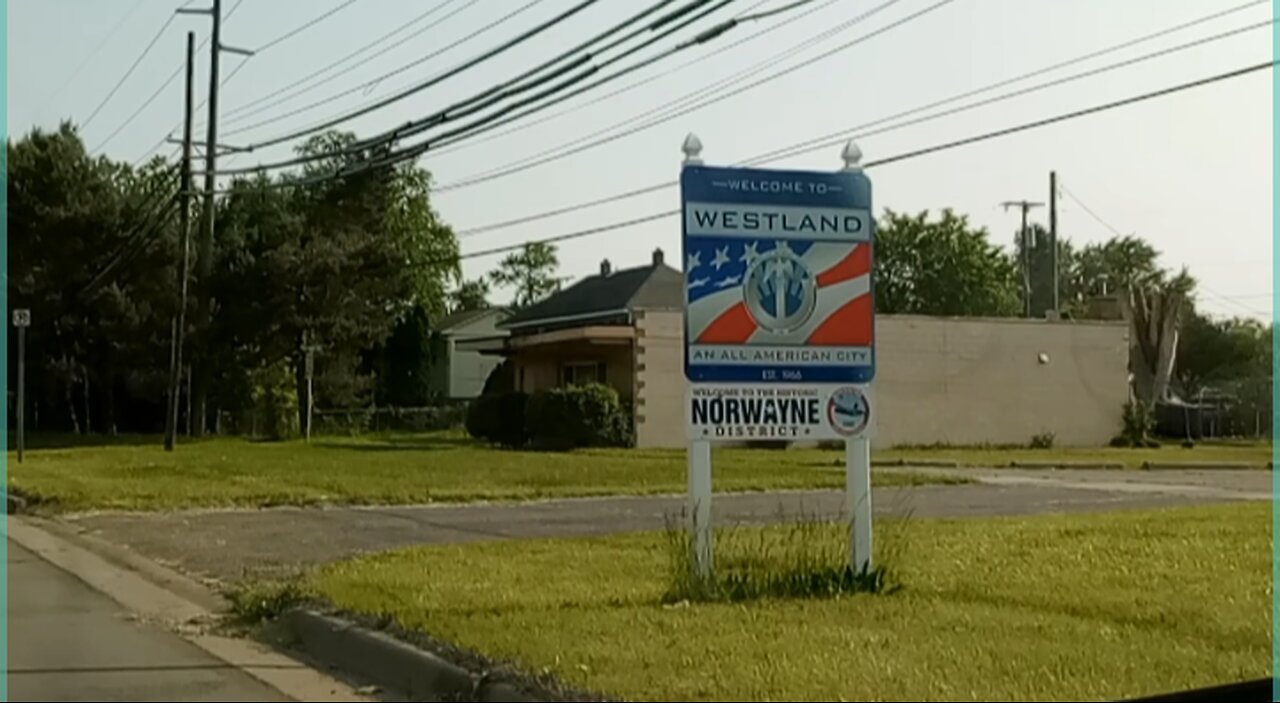 WELCOME TO
WESTLAND
AN ALL AMERICAN CITY
EST. 1966
WELCOME TO THE HISTORIC
NORWAYNE
DISTRICT